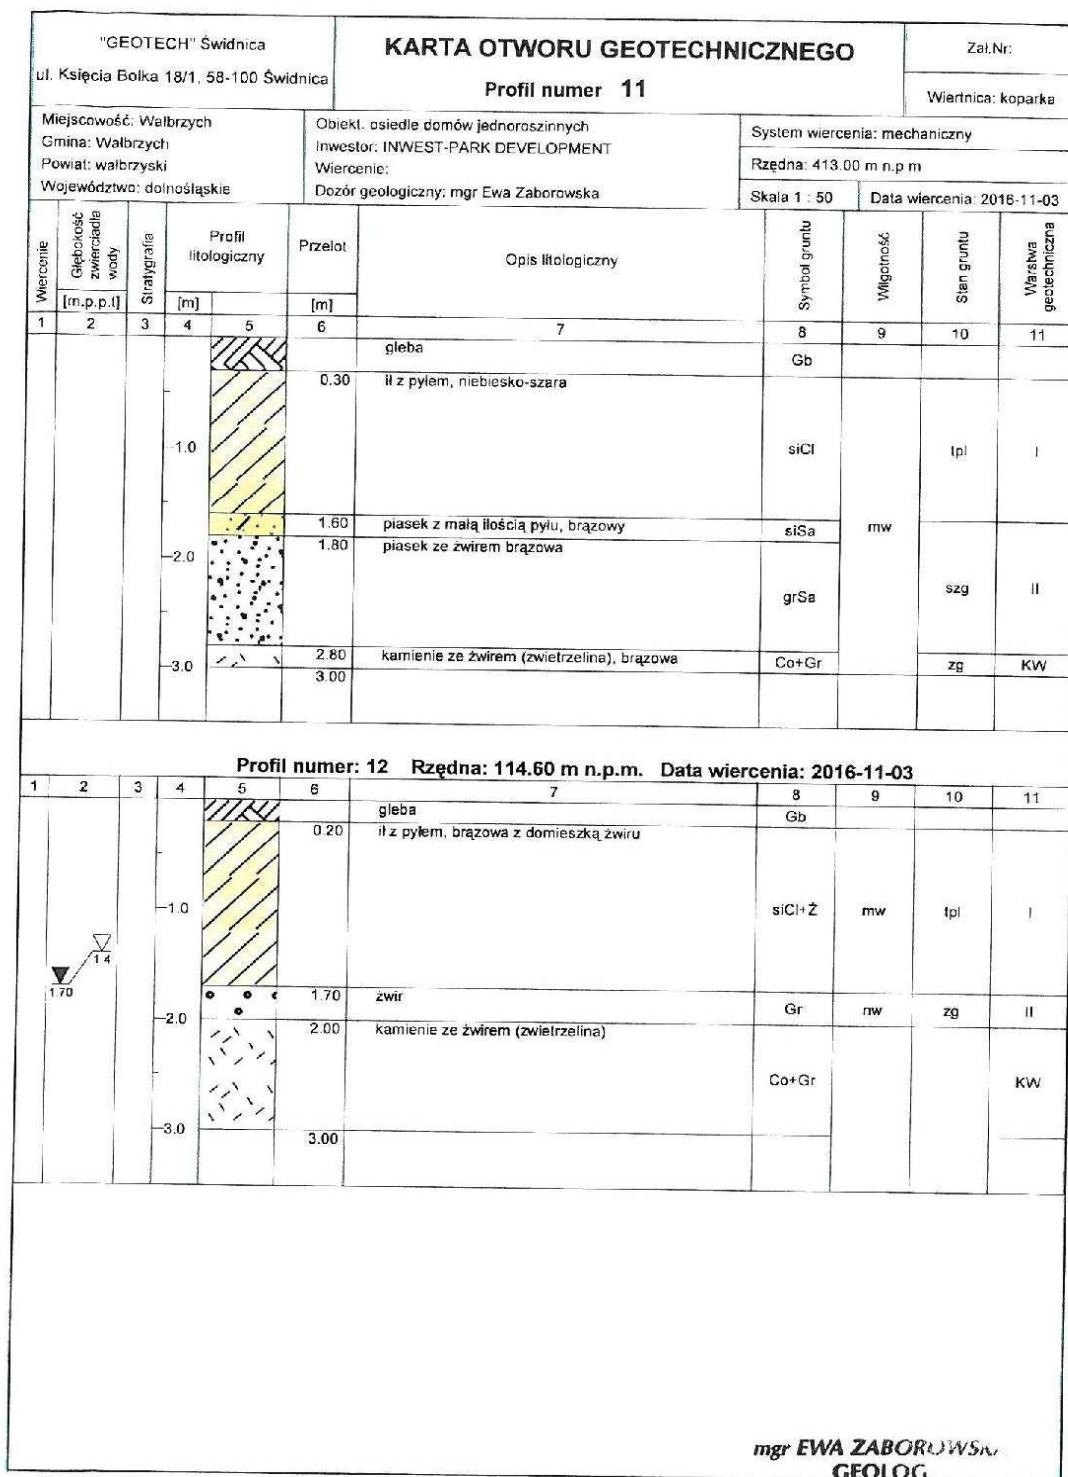 "GEOTECH" Świdnica
ul. Księcia Bolka 18/1, 58-100 Świdnica
KARTA OTWORU GEOTECHNICZNEGO
Profil numer 11
Zał.Nr:
Wiertnica: koparka
Miejscowość: Wałbrzych
Gmina: Wałbrzych
Powiat: wałbrzyski
Województwo: dolnośląskie
Obiekt. osiedle domów jednoroszinnych
Inwestor: INWEST-PARK DEVELOPMENT
Wiercenie:
Dozór geologiczny: mgr Ewa Zaborowska
System wiercenia: mechaniczny
Rzędna: 413.00 m n.p m
Skala 1 : 50 Data wiercenia: 2016-11-03
Wiercenie
Głębokość zwierciadła wody
[m.p.p.t]
Stratygrafia
Profil litologiczny
[m]
Przelot
[m]
Opis litologiczny
Symbol gruntu
Wilgotność
Stan gruntu
Warstwa geotechniczna
1 2 3 4 5 6 7 8 9 10 11
gleba Gb
0.30 ił z pyłem, niebiesko-szara
1.0 siCl tpl I
1.60 piasek z małą ilością pyłu, brązowy siSa mw
1.80 piasek ze żwirem brązowa
2.0 grSa szg II
2.80 kamienie ze żwirem (zwietrzelina), brązowa Co+Gr zg KW
3.0
3.00
Profil numer: 12 Rzędna: 114.60 m n.p.m. Data wiercenia: 2016-11-03
1 2 3 4 5 6 7 8 9 10 11
gleba Gb
0.20 ił z pyłem, brązowa z domieszką żwiru
1.0 siCl+Ż mw tpl I
1.4
1.70
1.70 żwir Gr nw zg II
2.0
2.00 kamienie ze żwirem (zwietrzelina)
Co+Gr KW
3.0
3.00
mgr EWA ZABOROWSK
GEOLOG